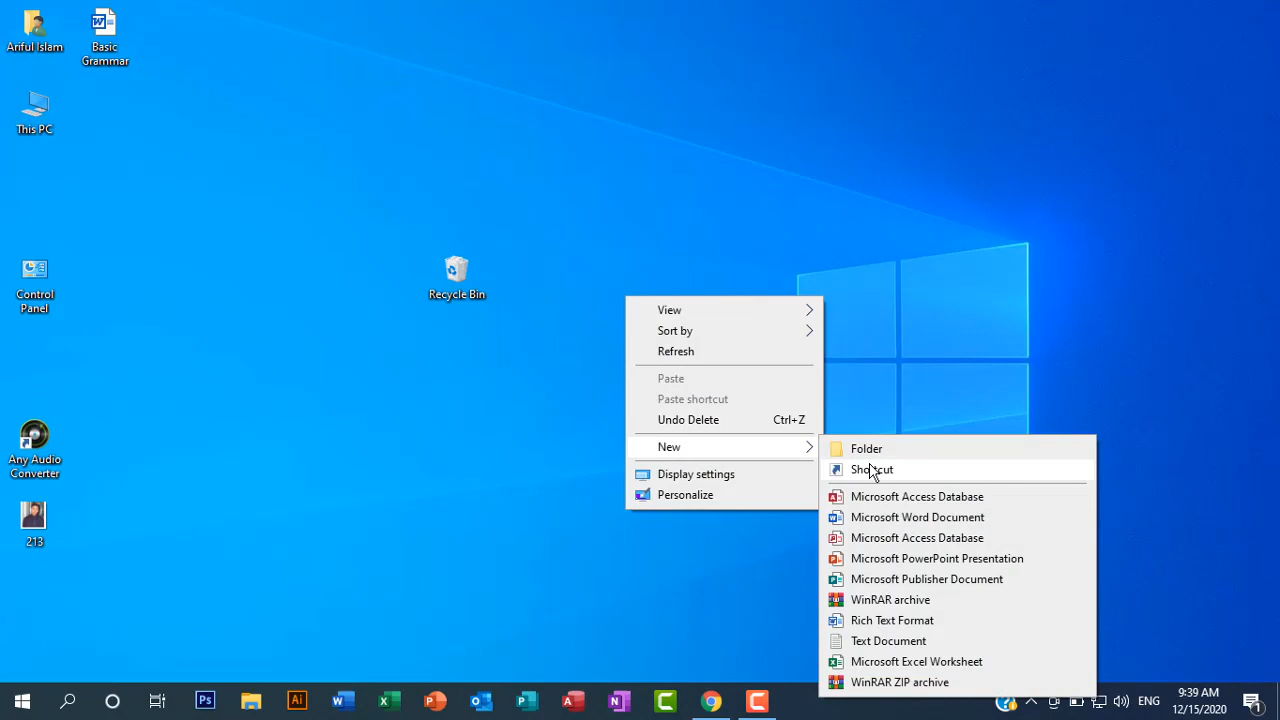 Ariful Islam
Basic
Grammar
This PC
Control
Panel
Any Audio
Converter
213
Recycle Bin
View
Sort by
Refresh
Paste
Paste shortcut
Undo Delete Ctrl+Z
New
Display settings
Personalize
Folder
Shortcut
Microsoft Access Database
Microsoft Word Document
Microsoft Access Database
Microsoft PowerPoint Presentation
Microsoft Publisher Document
WinRAR archive
Rich Text Format
Text Document
Microsoft Excel Worksheet
WinRAR ZIP archive
Ps
Ai
ENG
9:39 AM
12/15/2020
1